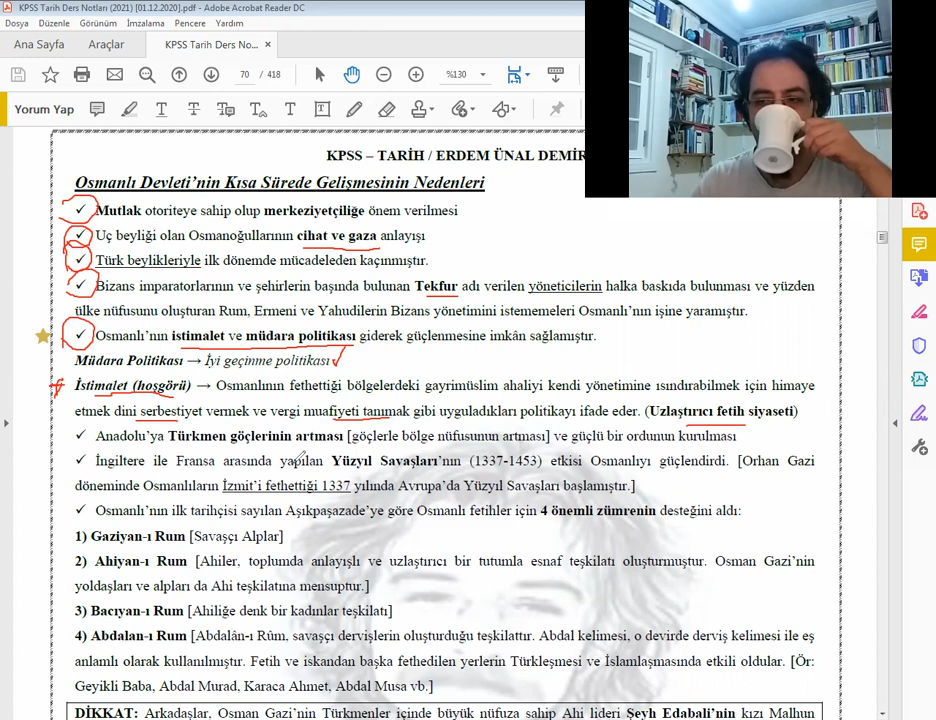 KPSS Tarih Ders Notları (2021) [01.12.2020].pdf - Adobe Acrobat Reader DC
Dosya Düzenle Görünüm İmzalama Pencere Yardım
Ana Sayfa Araçlar KPSS Tarih Ders No... ×
70 / 418 %130
Yorum Yap
KPSS – TARİH / ERDEM ÜNAL DEMİR
Osmanlı Devleti'nin Kısa Sürede Gelişmesinin Nedenleri
✓ Mutlak otoriteye sahip olup merkeziyetçiliğe önem verilmesi
✓ Uç beyliği olan Osmanoğullarının cihat ve gaza anlayışı
✓ Türk beylikleriyle ilk dönemde mücadeleden kaçınmıştır.
✓ Bizans imparatorlarının ve şehirlerin başında bulunan Tekfur adı verilen yöneticilerin halka baskıda bulunması ve yüzden
ülke nüfusunu oluşturan Rum, Ermeni ve Yahudilerin Bizans yönetimini istememeleri Osmanlı'nın işine yaramıştır.
✓ Osmanlı'nın istimalet ve müdara politikası giderek güçlenmesine imkân sağlamıştır.
Müdara Politikası → İyi geçinme politikası
İstimalet (hoşgörü) → Osmanlının fethettiği bölgelerdeki gayrimüslim ahaliyi kendi yönetimine ısındırabilmek için himaye
etmek dini serbestiyet vermek ve vergi muafiyeti tanımak gibi uyguladıkları politikayı ifade eder. (Uzlaştırıcı fetih siyaseti)
✓ Anadolu'ya Türkmen göçlerinin artması [göçlerle bölge nüfusunun artması] ve güçlü bir ordunun kurulması
✓ İngiltere ile Fransa arasında yapılan Yüzyıl Savaşları'nın (1337-1453) etkisi Osmanlıyı güçlendirdi. [Orhan Gazi
döneminde Osmanlıların İzmit'i fethettiği 1337 yılında Avrupa'da Yüzyıl Savaşları başlamıştır.]
✓ Osmanlı'nın ilk tarihçisi sayılan Aşıkpaşazade'ye göre Osmanlı fetihler için 4 önemli zümrenin desteğini aldı:
1) Gaziyan-ı Rum [Savaşçı Alplar]
2) Ahiyan-ı Rum [Ahiler, toplumda anlayışlı ve uzlaştırıcı bir tutumla esnaf teşkilatı oluşturmuştur. Osman Gazi'nin
yoldaşları ve alpları da Ahi teşkilatına mensuptur.]
3) Bacıyan-ı Rum [Ahiliğe denk bir kadınlar teşkilatı]
4) Abdalan-ı Rum [Abdalân-ı Rûm, savaşçı dervişlerin oluşturduğu teşkilattır. Abdal kelimesi, o devirde derviş kelimesi ile eş
anlamlı olarak kullanılmıştır. Fetih ve iskandan başka fethedilen yerlerin Türkleşmesi ve İslamlaşmasında etkili oldular. [Ör:
Geyikli Baba, Abdal Murad, Karaca Ahmet, Abdal Musa vb.]
DİKKAT: Arkadaşlar, Osman Gazi'nin Türkmenler içinde büyük nüfuza sahip Ahi lideri Şeyh Edabali'nin kızı Malhun